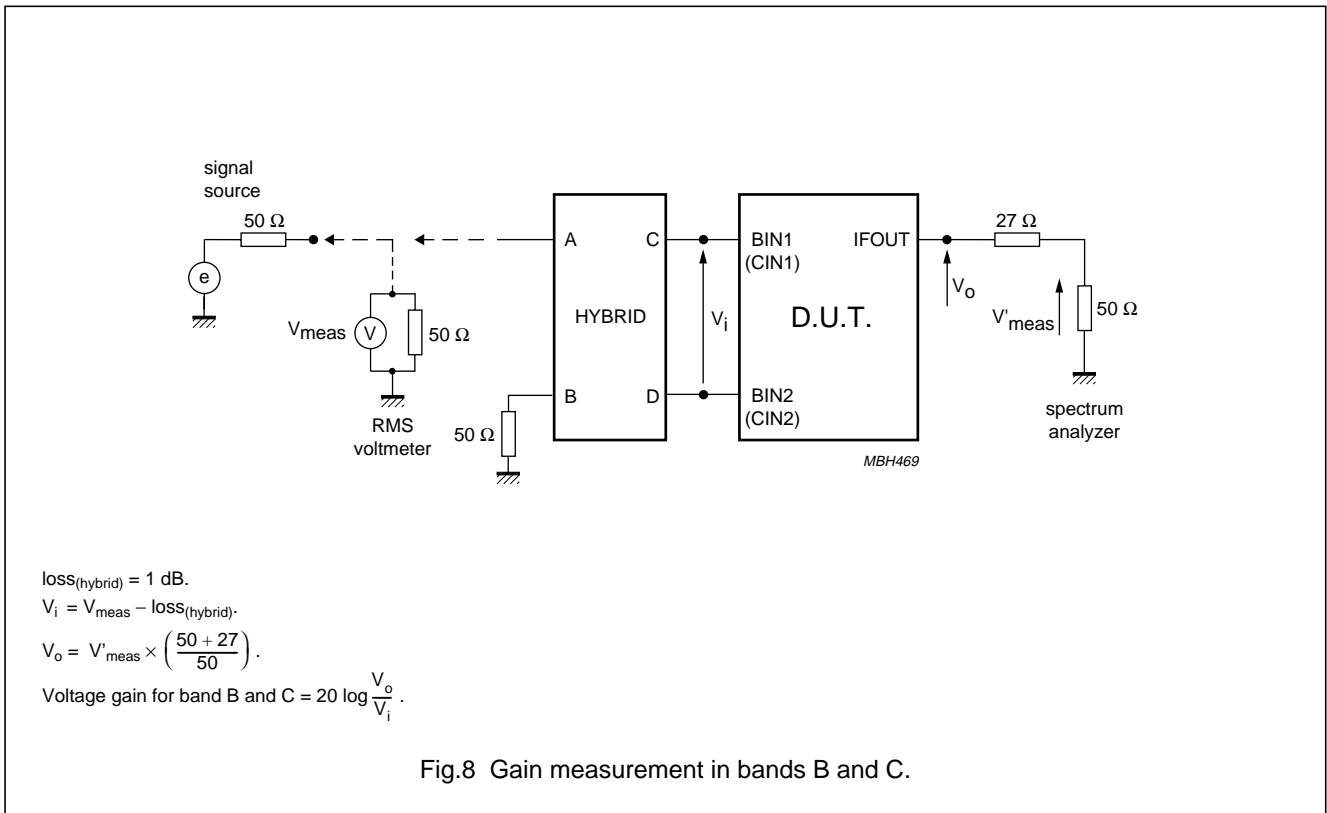 signal
source
50 Ω
e
V_meas
V
50 Ω
RMS
voltmeter
A
B
C
D
HYBRID
50 Ω
V_i
BIN1
(CIN1)
IFOUT
D.U.T.
BIN2
(CIN2)
MBH469
27 Ω
V_o
V'_meas
50 Ω
spectrum
analyzer
loss_(hybrid) = 1 dB.
V_i = V_meas − loss_(hybrid).
V_o = V'_meas × ((50 + 27)/50).
Voltage gain for band B and C = 20 log V_o/V_i.
Fig.8 Gain measurement in bands B and C.